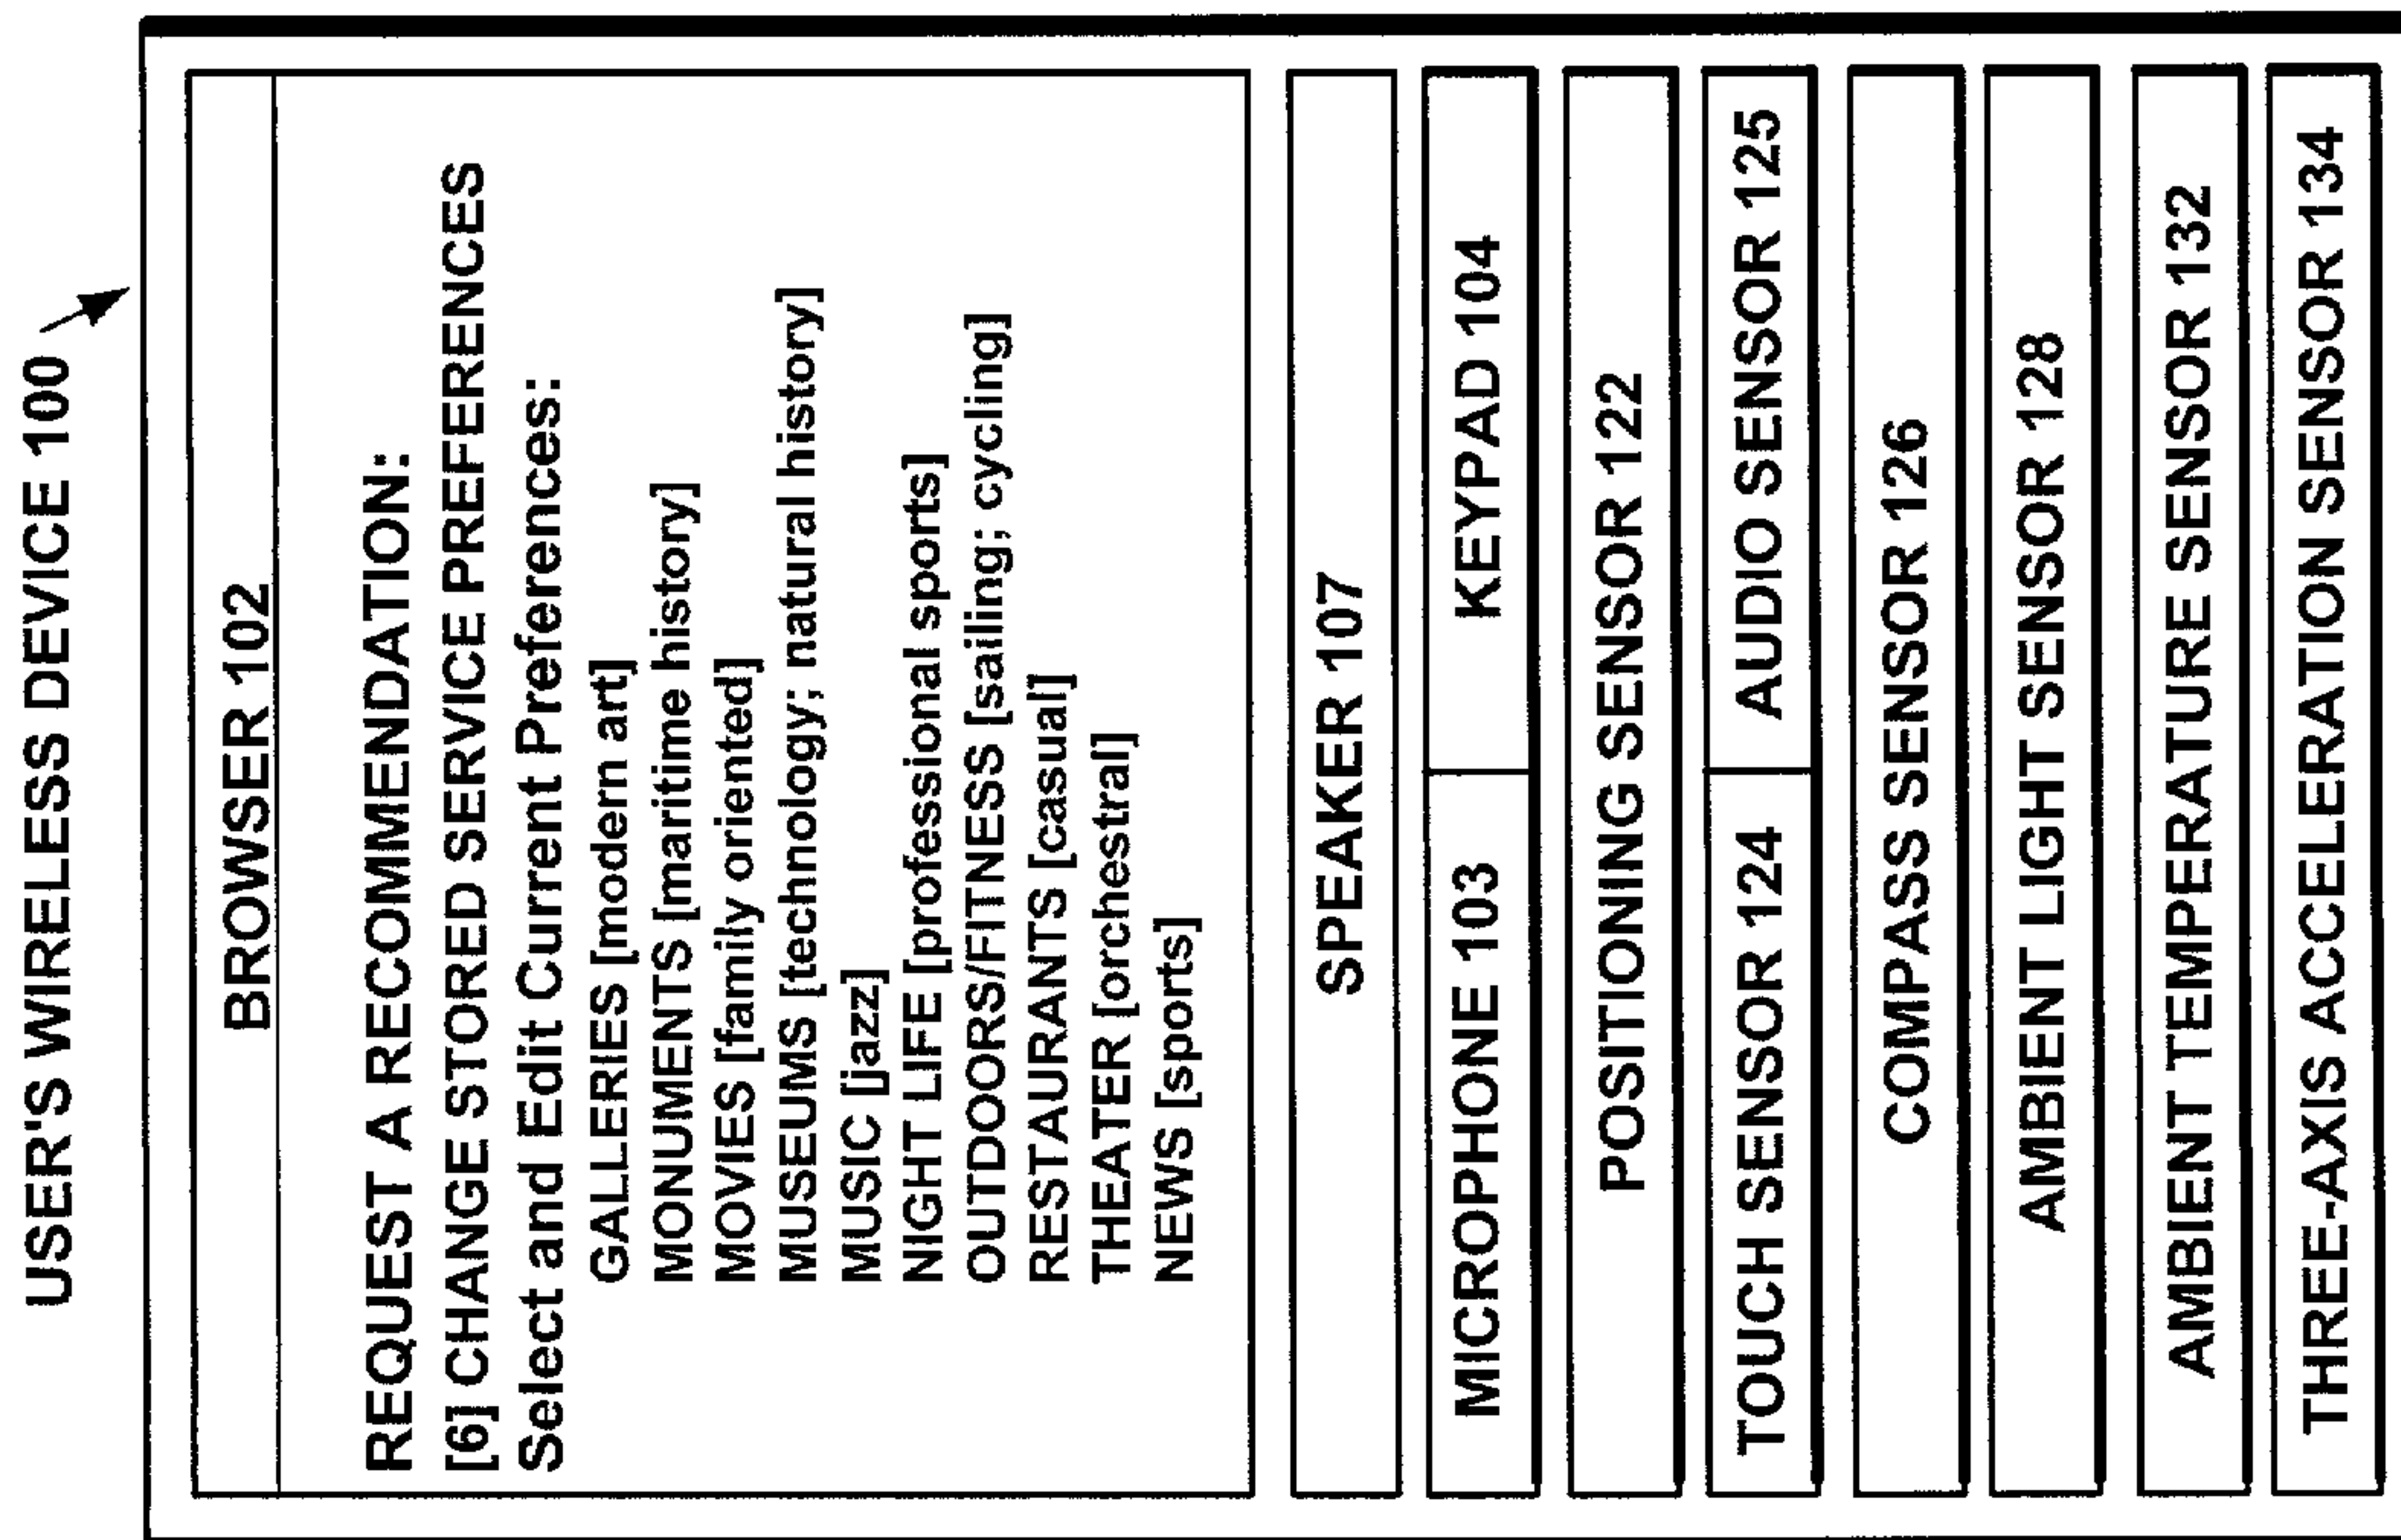 USER'S WIRELESS DEVICE 100
BROWSER 102
REQUEST A RECOMMENDATION:
[6] CHANGE STORED SERVICE PREFERENCES
Select and Edit Current Preferences:
GALLERIES [modern art]
MONUMENTS [maritime history]
MOVIES [family oriented]
MUSEUMS [technology; natural history]
MUSIC [jazz]
NIGHT LIFE [professional sports]
OUTDOORS/FITNESS [sailing; cycling]
RESTAURANTS [casual]
THEATER [orchestral]
NEWS [sports]
SPEAKER 107
MICROPHONE 103 KEYPAD 104
POSITIONING SENSOR 122
TOUCH SENSOR 124 AUDIO SENSOR 125
COMPASS SENSOR 126
AMBIENT LIGHT SENSOR 128
AMBIENT TEMPERATURE SENSOR 132
THREE-AXIS ACCELERATION SENSOR 134